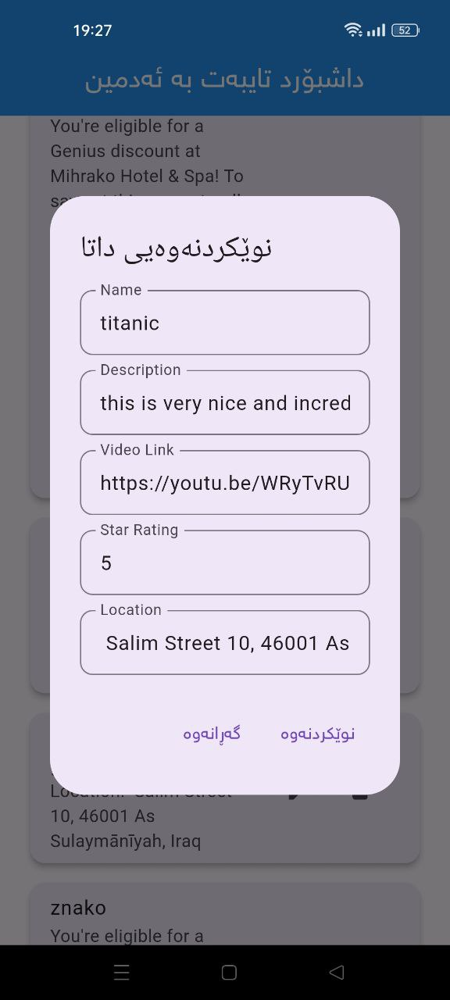 19:27
52
داشبۆرد تایبەت بە ئەدمین
You're eligible for a
Genius discount at
Mihrako Hotel & Spa! To
نوێکردنەوەیی داتا
Name
titanic
Description
this is very nice and incred
Video Link
https://youtu.be/WRyTvRU
Star Rating
5
Location
Salim Street 10, 46001 As
گەڕانەوە
نوێکردنەوە
Location: Salim Street
10, 46001 As
Sulaymānīyah, Iraq
znako
You're eligible for a